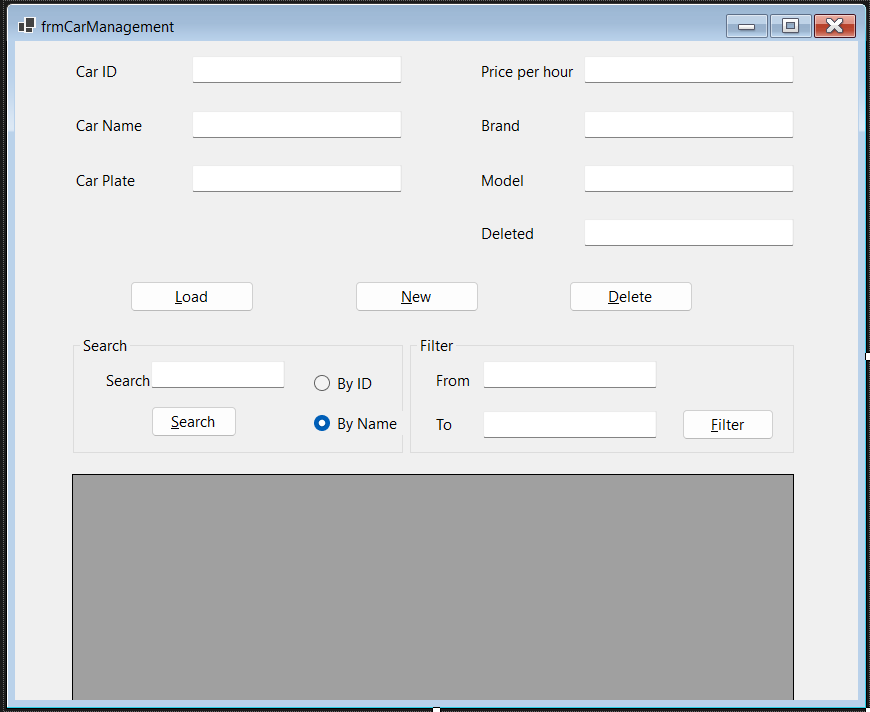 frmCarManagement
Car ID
Price per hour
Car Name
Brand
Car Plate
Model
Deleted
Load
New
Delete
Search
Filter
Search
By ID
From
Search
By Name
To
Filter